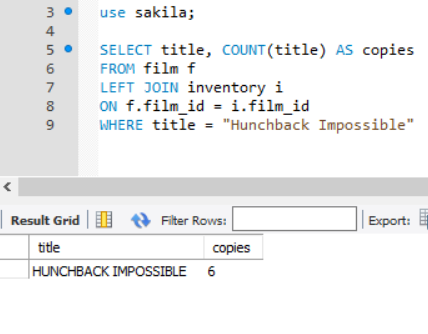 3 use sakila;
4
5 SELECT title, COUNT(title) AS copies
6 FROM film f
7 LEFT JOIN inventory i
8 ON f.film_id = i.film_id
9 WHERE title = "Hunchback Impossible"
Result Grid Filter Rows: Export:
title copies
HUNCHBACK IMPOSSIBLE 6